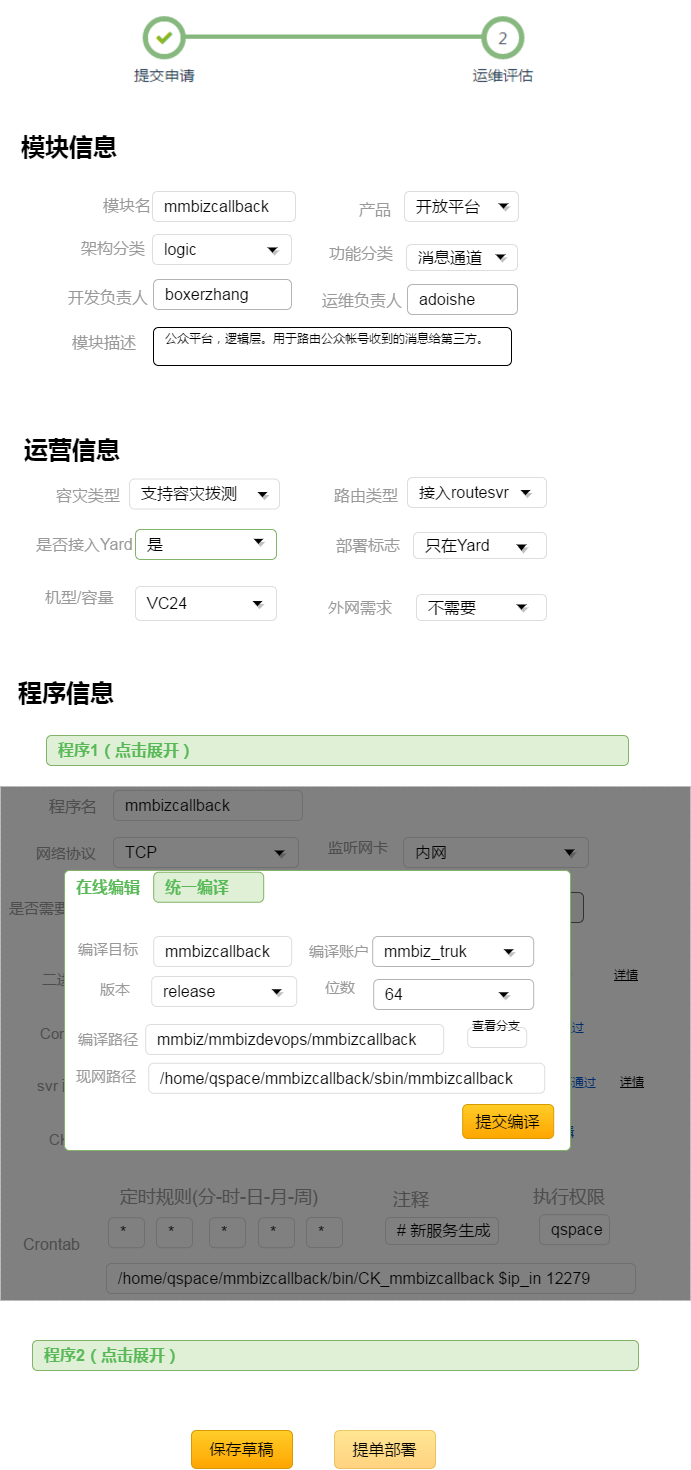 2
提交申请 运维评估
模块信息
模块名 mmbizcallback 产品 开放平台
架构分类 logic 功能分类 消息通道
开发负责人 boxerzhang 运维负责人 adoishe
模块描述 公众平台，逻辑层。用于路由公众帐号收到的消息给第三方。
运营信息
容灾类型 支持容灾拨测 路由类型 接入routesvr
是否接入Yard 是 部署标志 只在Yard
机型/容量 VC24 外网需求 不需要
程序信息
程序1（点击展开）
程序名 mmbizcallback
网络协议 TCP 监听网卡 内网
在线编辑 统一编译
是否需要
编译目标 mmbizcallback 编译账户 mmbiz_truk
二进 详情
版本 release 位数 64
Con 查看分支 过
编译路径 mmbiz/mmbizdevops/mmbizcallback
现网路径 /home/qspace/mmbizcallback/sbin/mmbizcallback
svr i 通过 详情
提交编译
CK
定时规则(分-时-日-月-周) 注释 执行权限
* * * * * # 新服务生成 qspace
Crontab
/home/qspace/mmbizcallback/bin/CK_mmbizcallback $ip_in 12279
程序2（点击展开）
保存草稿 提单部署